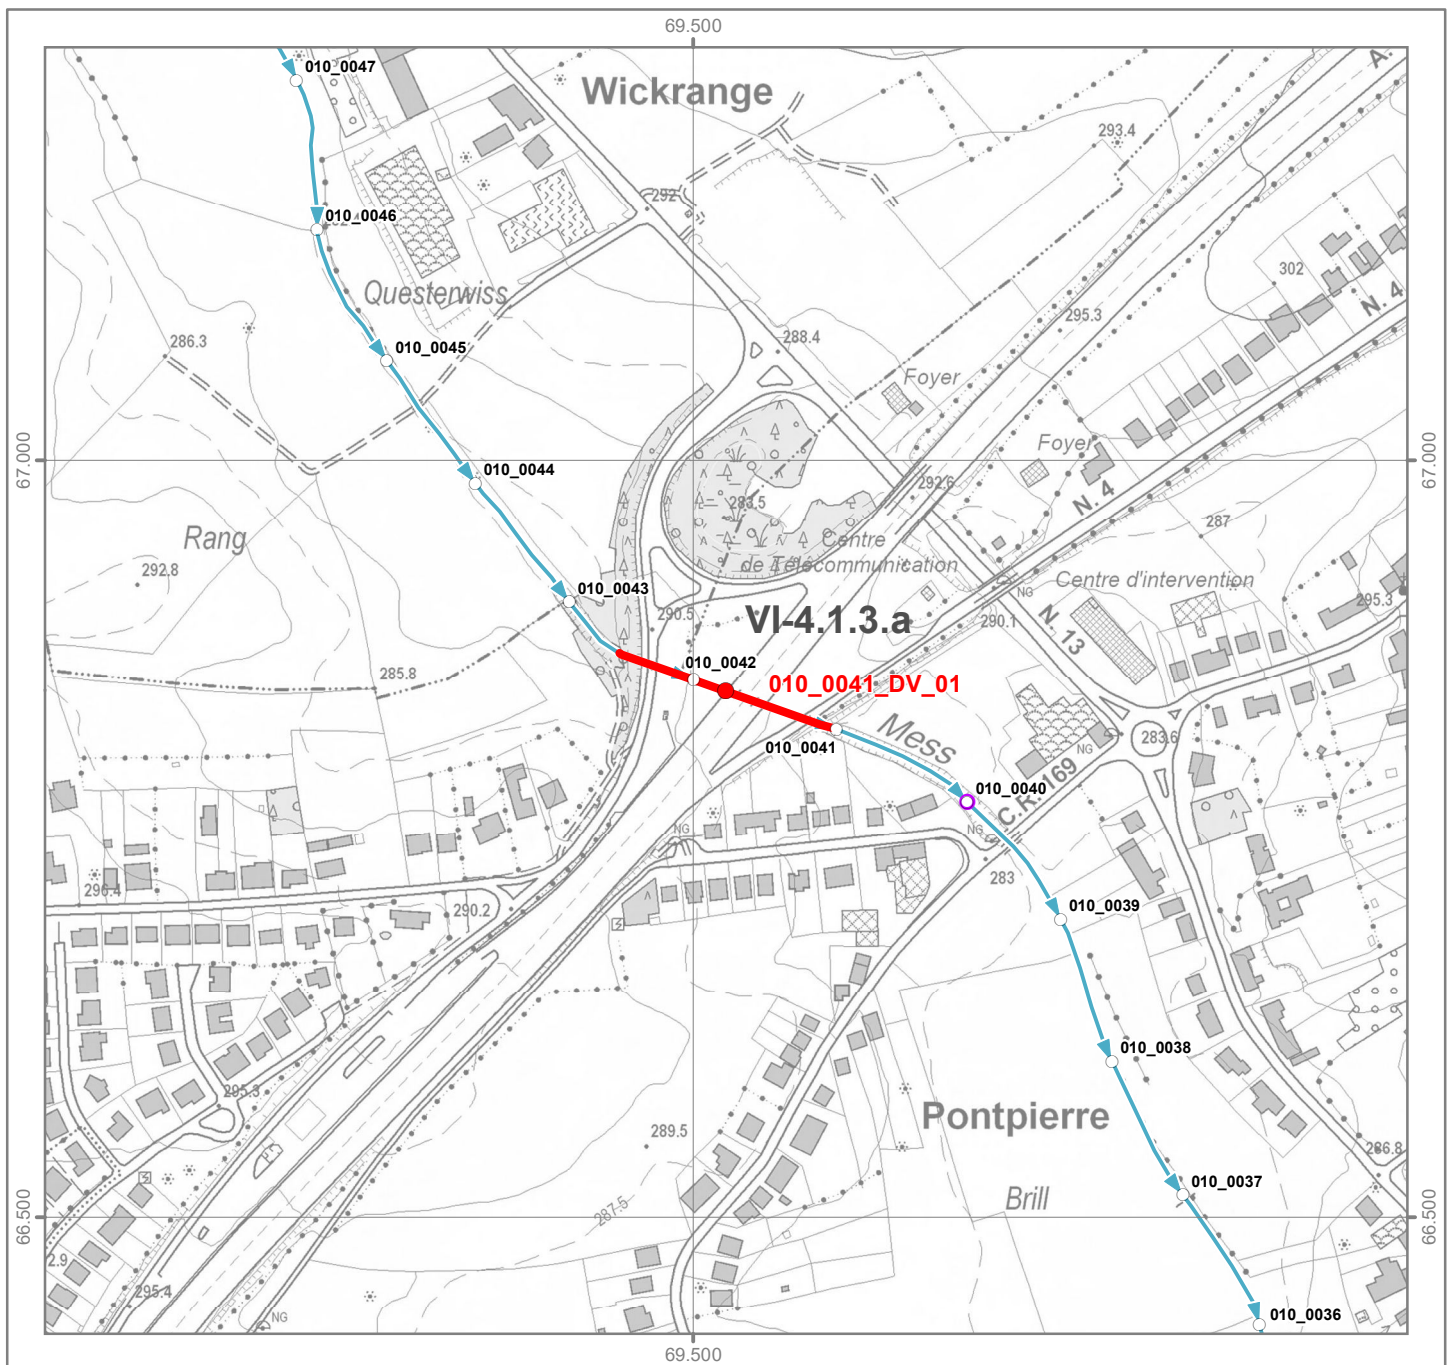 69.500
010_0047
Wickrange
A.
293.4
292
010_0046
Questerwiss
302
N. 4
295.3
286.3
010_0045
288.4
Foyer
Foyer
67.000
67.000
010_0044
292.6
283.5
N. 4
287
Rang
Centre
de Télécommunication
292.8
Centre d'intervention
010_0043
NG
295.3
290.5
VI-4.1.3.a
290.1
N. 13
010_0042
285.8
010_0041_DV_01
Mess
010_0041
283.6
NG
C.R. 169
010_0040
NG
NG
283
296.4
290.2
010_0039
010_0038
295.3
Pontpierre
289.5
286.8
010_0037
Brill
287.5
66.500
66.500
2.9
295.4
NG
010_0036
69.500